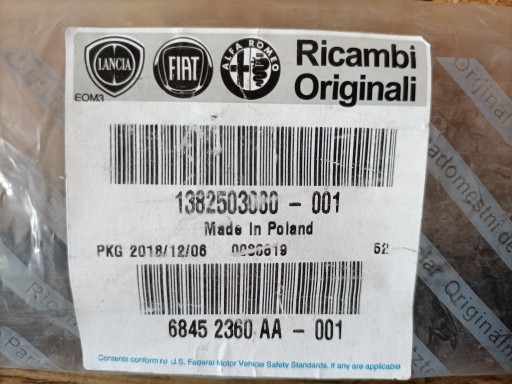 LANCIA FIAT ALFA ROMEO Ricambi
Originali
EOM3
1382503080 - 001
Made in Poland
PKG 2018/12/06 52
6845 2360 AA - 001
Contents conform to U.S. Federal Motor Vehicle Safety Standards, if any are applicable